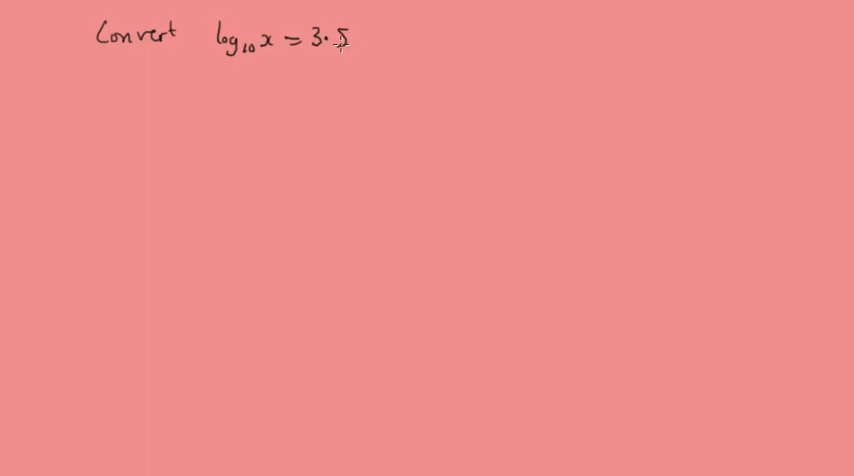 Convert log₁₀ x = 3.5